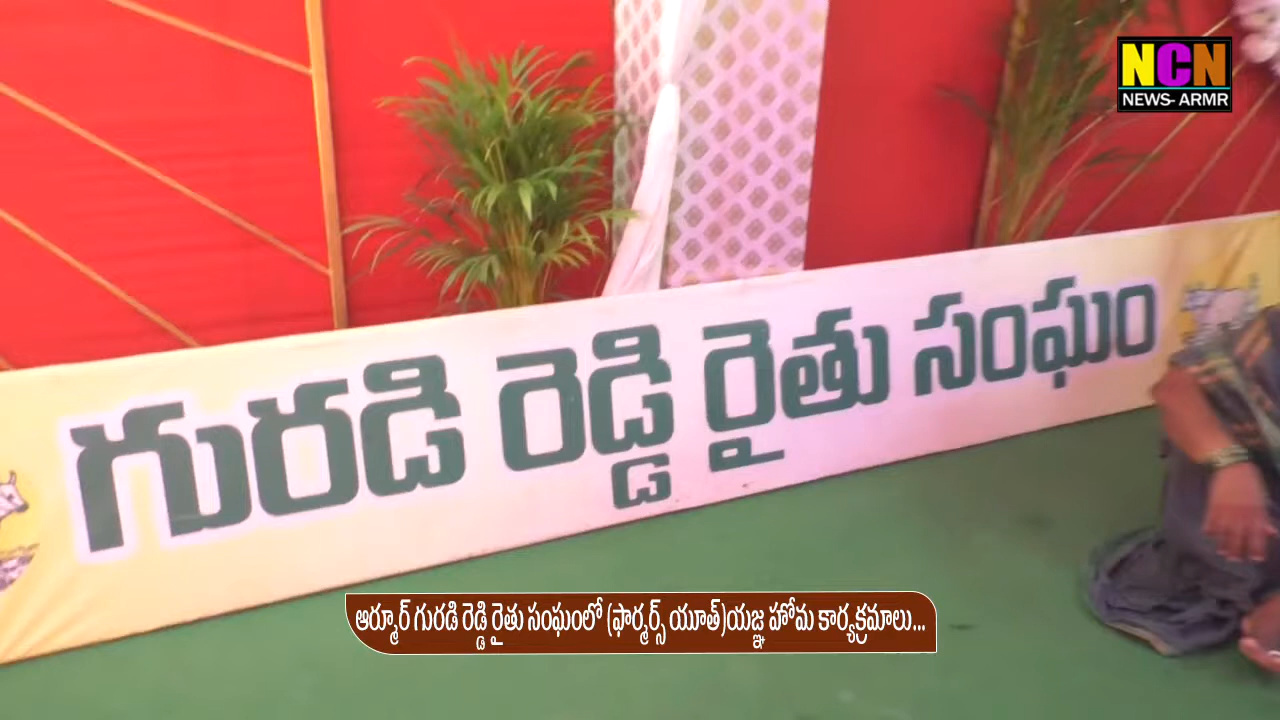 NCN
NEWS- ARMR
గురడి రెడ్డి రైతు సంఘం
ఆర్మూర్ గురడి రెడ్డి రైతు సంఘంలో (ఫార్మర్స్ యూత్)యజ్ఞ హోమ కార్యక్రమాలు...